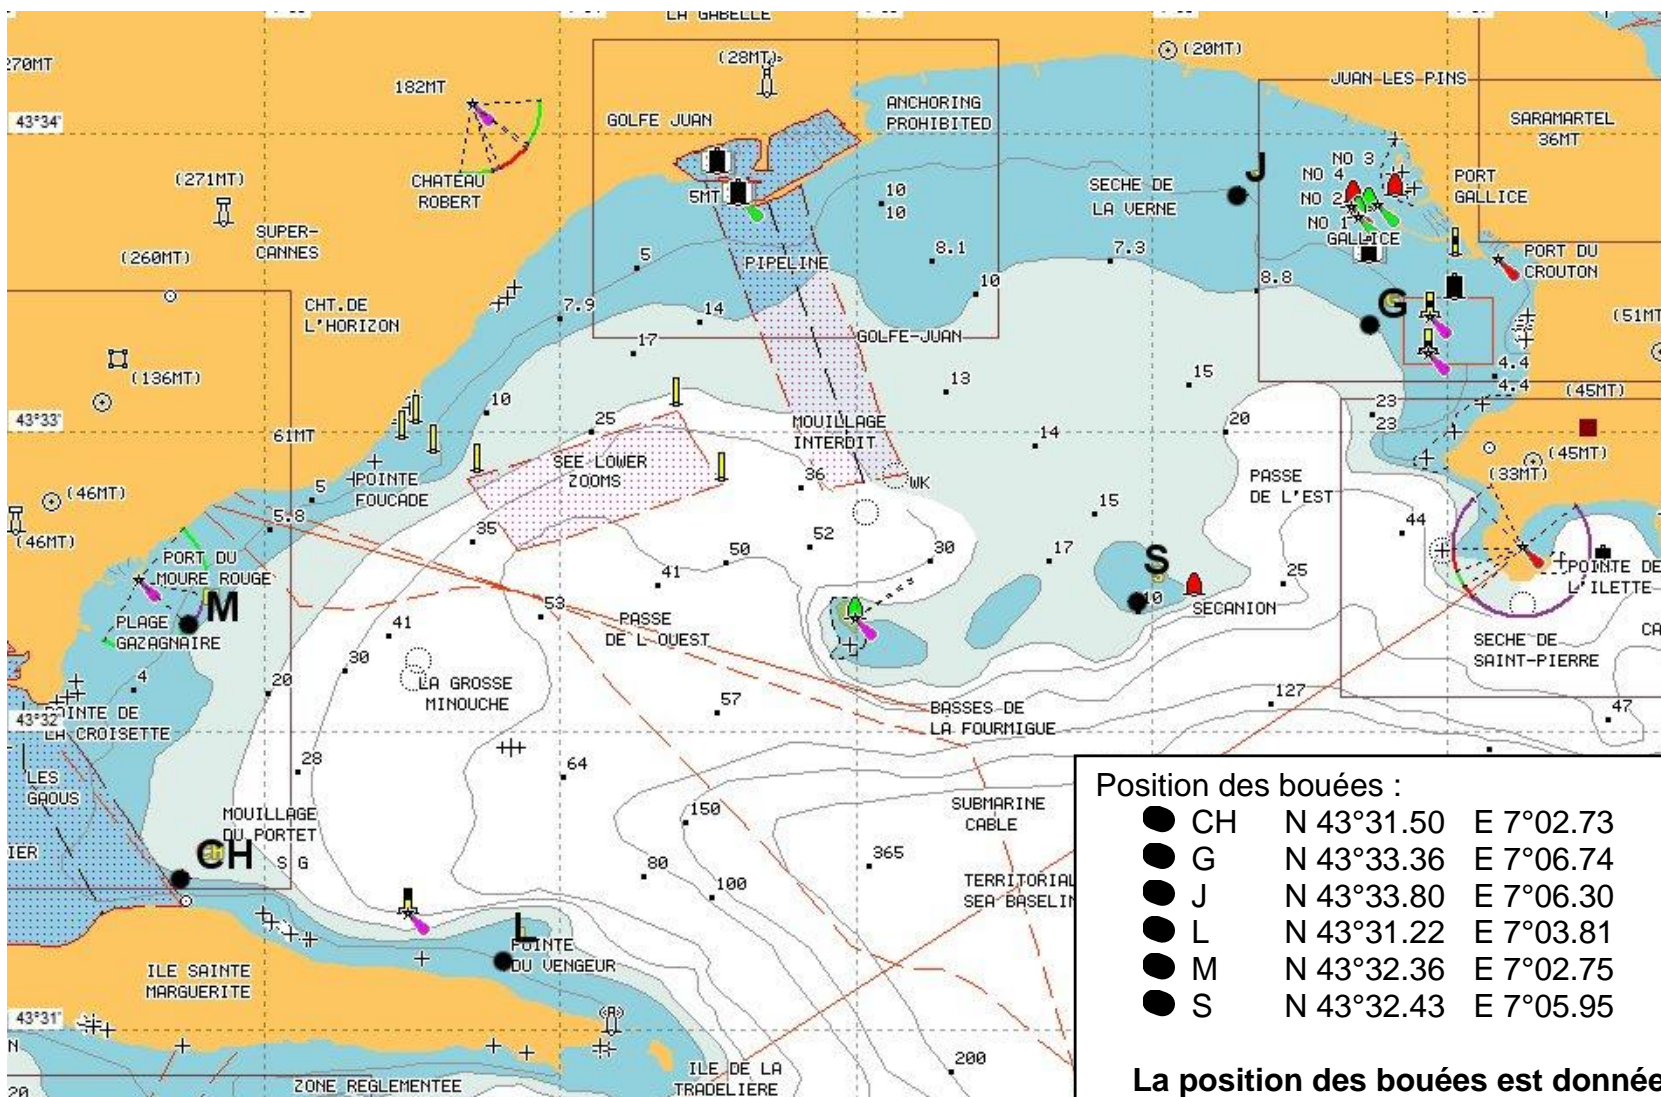 LA GABELLE
270MT
(28MT)
(20MT)
182MT
JUAN LES PINS
ANCHORING
PROHIBITED
43°34'
GOLFE JUAN
SARAMARTEL
36MT
NO 3
J
NO 4
(271MT)
CHATEAU
ROBERT
5MT
10
10
SECHE DE
LA VERNE
PORT
GALLICE
NO 2
NO 1
GALLICE
SUPER-
CANNES
(260MT)
PIPELINE
5
8.1
7.3
PORT DU
CROUTON
CHT.DE
L'HORIZON
7.9
14
10
8.8
G
(51MT
17
GOLFE-JUAN
(136MT)
13
15
4.4
4.4
(45MT)
10
25
43°33'
61MT
MOUILLAGE
INTERDIT
14
20
23
23
SEE LOWER
ZOOMS
POINTE
FOUCADE
36
WK
PASSE
DE L'EST
(45MT)
(33MT)
(46MT)
5
5.8
35
52
15
44
(46MT)
PORT DU
MOURE ROUGE
50
30
17
S
POINTE DE
L'ILETTE
M
41
10
25
SECANION
PLAGE
GAZAGNAIRE
53
PASSE
DE L'OUEST
41
SECHE DE
SAINT-PIERRE
CA
30
4
20
LA GROSSE
MINOUCHE
57
127
BASSES DE
LA FOURMIGUE
47
43°32'
POINTE DE
LA CROISETTE
28
64
LES
GAOUS
MOUILLAGE
DU PORTET
150
SUBMARINE
CABLE
IER
CH
S G
80
100
365
TERRITORIAL
SEA BASELIN
L
POINTE
DU VENGEUR
ILE SAINTE
MARGUERITE
43°31'
N
20
ZONE REGLEMENTEE
ILE DE LA
TRADELIERE
200
Position des bouées :
CH N 43°31.50 E 7°02.73
G N 43°33.36 E 7°06.74
J N 43°33.80 E 7°06.30
L N 43°31.22 E 7°03.81
M N 43°32.36 E 7°02.75
S N 43°32.43 E 7°05.95
La position des bouées est donnée